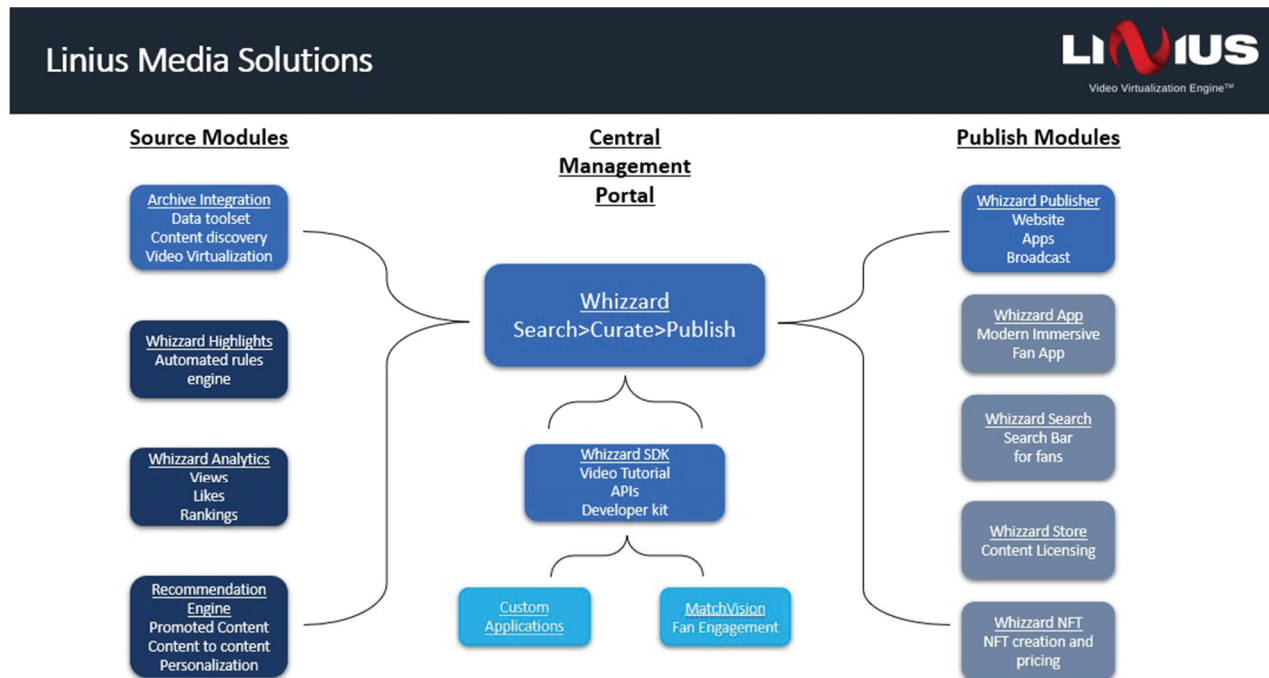 Linius Media Solutions
LINIUS
Video Virtualization Engine™
Source Modules
Archive Integration
Data toolset
Content discovery
Video Virtualization
Whizzard Highlights
Automated rules
engine
Whizzard Analytics
Views
Likes
Rankings
Recommendation
Engine
Promoted Content
Content to content
Personalization
Central
Management
Portal
Whizzard
Search>Curate>Publish
Whizzard SDK
Video Tutorial
APIs
Developer kit
Custom
Applications
MatchVision
Fan Engagement
Publish Modules
Whizzard Publisher
Website
Apps
Broadcast
Whizzard App
Modern Immersive
Fan App
Whizzard Search
Search Bar
for fans
Whizzard Store
Content Licensing
Whizzard NFT
NFT creation and
pricing